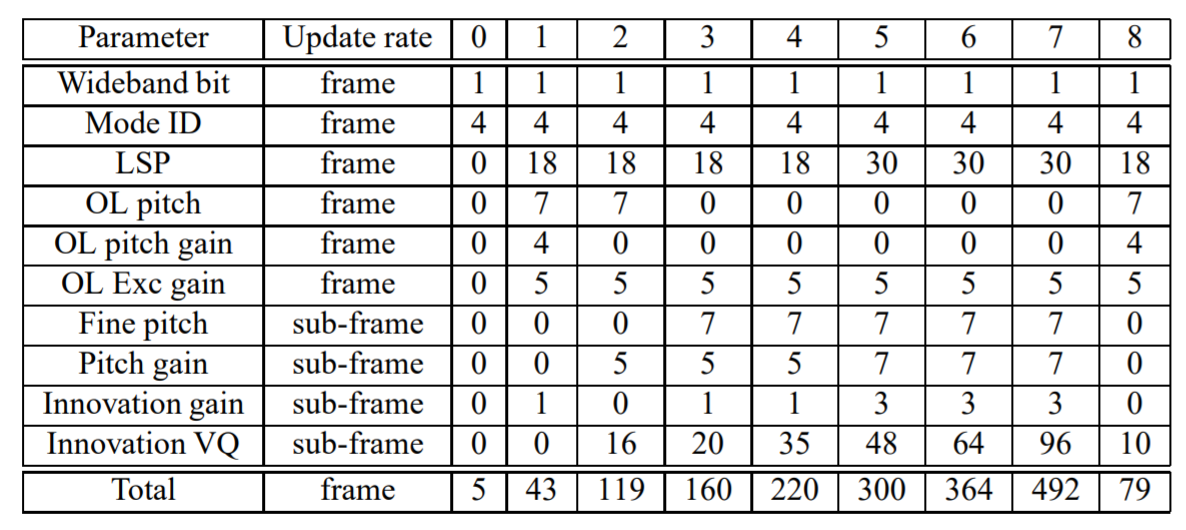 Parameter Update rate 0 1 2 3 4 5 6 7 8
Wideband bit frame 1 1 1 1 1 1 1 1 1
Mode ID frame 4 4 4 4 4 4 4 4 4
LSP frame 0 18 18 18 18 30 30 30 18
OL pitch frame 0 7 7 0 0 0 0 0 7
OL pitch gain frame 0 4 0 0 0 0 0 0 4
OL Exc gain frame 0 5 5 5 5 5 5 5 5
Fine pitch sub-frame 0 0 0 7 7 7 7 7 0
Pitch gain sub-frame 0 0 5 5 5 7 7 7 0
Innovation gain sub-frame 0 1 0 1 1 3 3 3 0
Innovation VQ sub-frame 0 0 16 20 35 48 64 96 10
Total frame 5 43 119 160 220 300 364 492 79